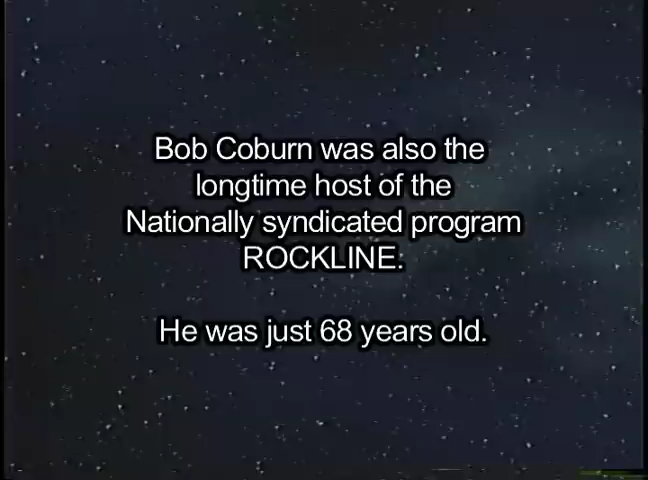 Bob Coburn was also the
longtime host of the
Nationally syndicated program
ROCKLINE.
He was just 68 years old.